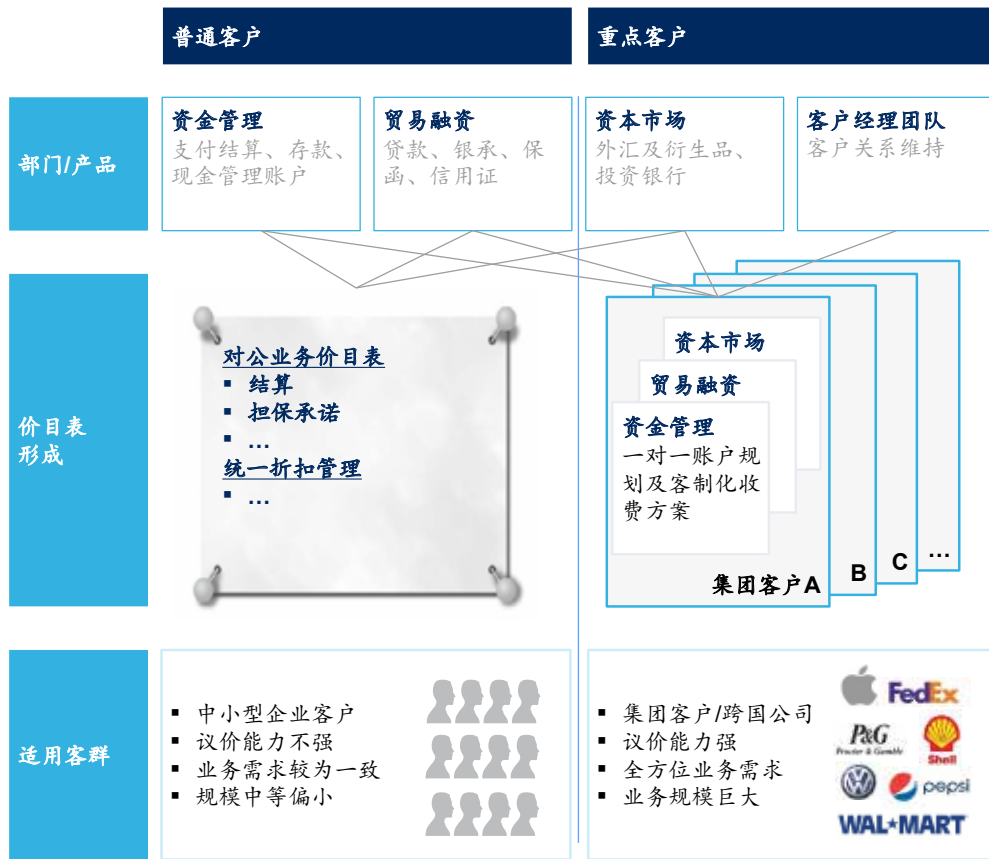 普通客户
重点客户
部门/产品
资金管理
支付结算、存款、
现金管理账户
贸易融资
贷款、银承、保
函、信用证
资本市场
外汇及衍生品、
投资银行
客户经理团队
客户关系维持
价目表
形成
对公业务价目表
▪ 结算
▪ 担保承诺
▪ …
统一折扣管理
▪ …
资本市场
贸易融资
资金管理
一对一账户规
划及客制化收
费方案
集团客户A
B
C
…
适用客群
▪ 中小型企业客户
▪ 议价能力不强
▪ 业务需求较为一致
▪ 规模中等偏小
▪ 集团客户/跨国公司
▪ 议价能力强
▪ 全方位业务需求
▪ 业务规模巨大
FedEx
P&G
Procter & Gamble
Shell
pepsi
WAL★MART